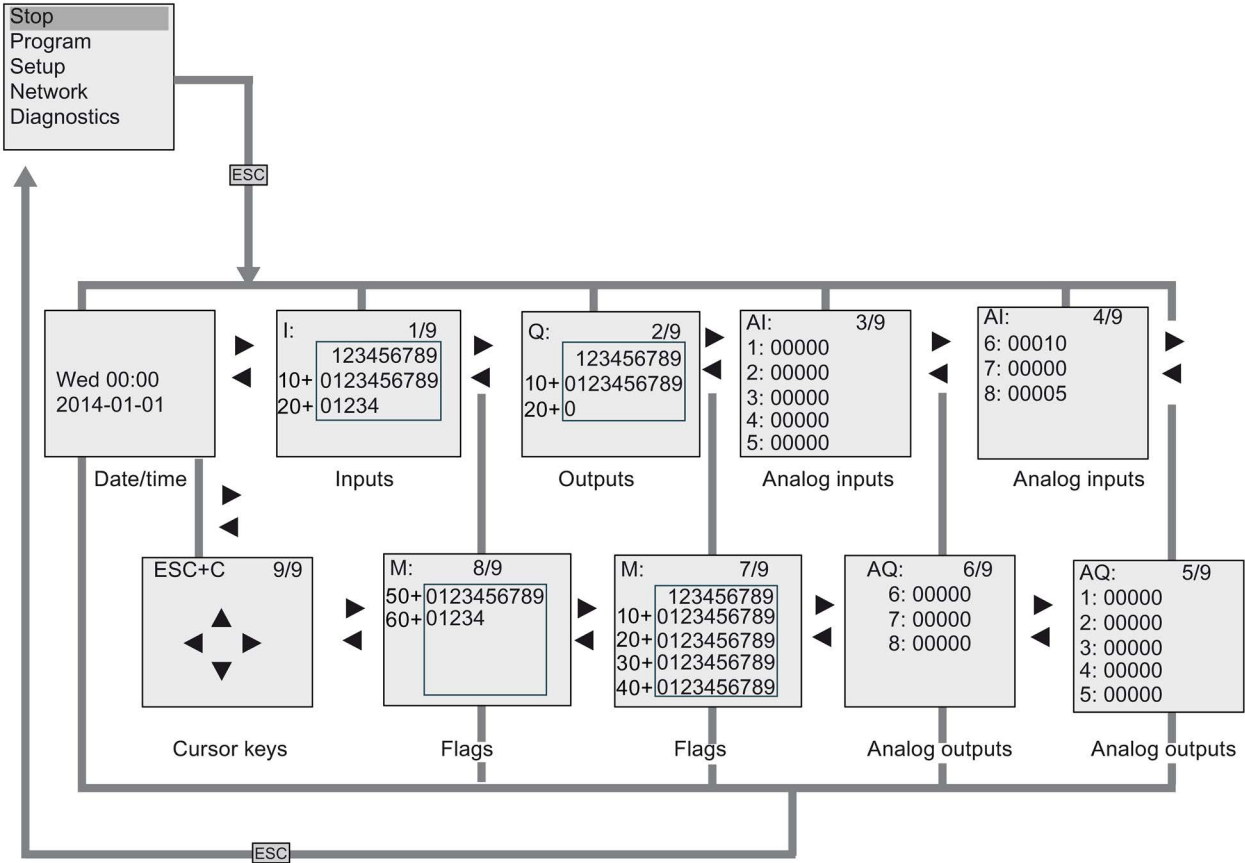 Stop
Program
Setup
Network
Diagnostics
ESC
Wed 00:00
2014-01-01
Date/time
I: 1/9
123456789
10+ 0123456789
20+ 01234
Inputs
Q: 2/9
123456789
10+ 0123456789
20+ 0
Outputs
AI: 3/9
1: 00000
2: 00000
3: 00000
4: 00000
5: 00000
Analog inputs
AI: 4/9
6: 00010
7: 00000
8: 00005
Analog inputs
ESC+C 9/9
Cursor keys
M: 8/9
50+ 0123456789
60+ 01234
Flags
M: 7/9
123456789
10+ 0123456789
20+ 0123456789
30+ 0123456789
40+ 0123456789
Flags
AQ: 6/9
6: 00000
7: 00000
8: 00000
Analog outputs
AQ: 5/9
1: 00000
2: 00000
3: 00000
4: 00000
5: 00000
Analog outputs
ESC